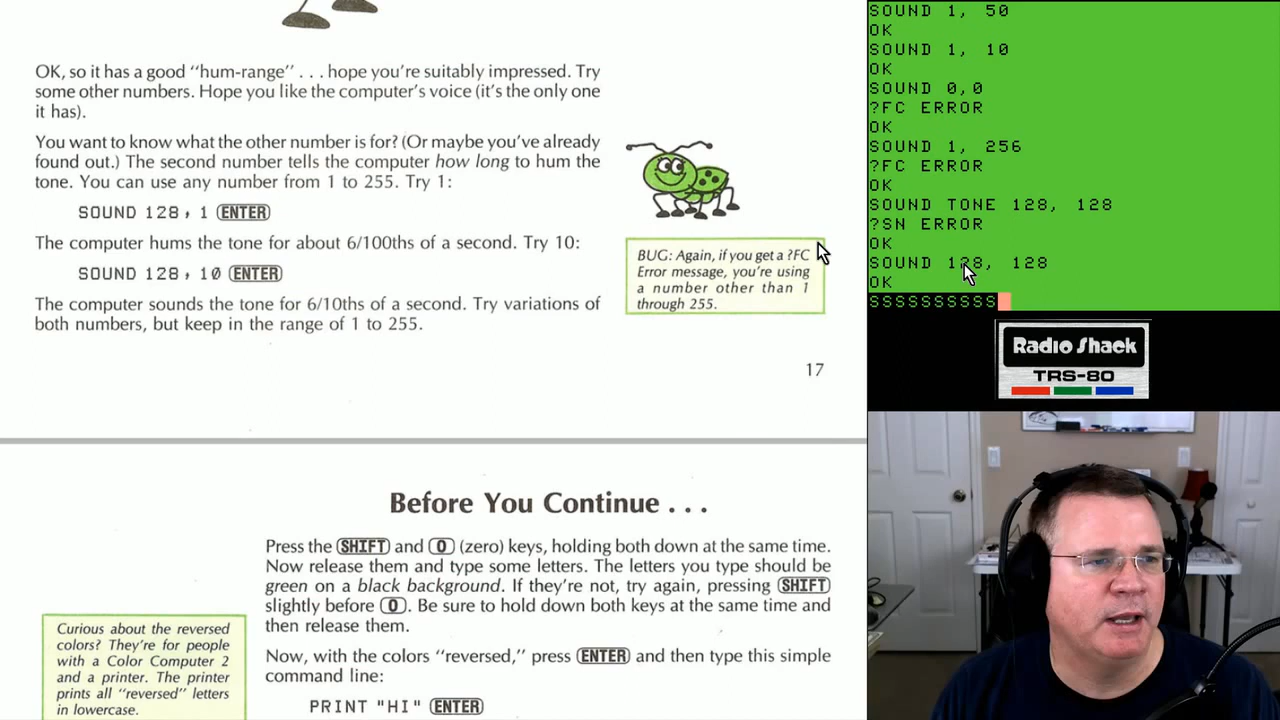 OK, so it has a good "hum-range" . . . hope you're suitably impressed. Try
some other numbers. Hope you like the computer's voice (it's the only one
it has).
You want to know what the other number is for? (Or maybe you've already
found out.) The second number tells the computer how long to hum the
tone. You can use any number from 1 to 255. Try 1:
SOUND 128, 1 ENTER
The computer hums the tone for about 6/100ths of a second. Try 10:
SOUND 128, 10 ENTER
The computer sounds the tone for 6/10ths of a second. Try variations of
both numbers, but keep in the range of 1 to 255.
BUG: Again, if you get a ?FC
Error message, you're using
a number other than 1
through 255.
17
Before You Continue . . .
Press the SHIFT and 0 (zero) keys, holding both down at the same time.
Now release them and type some letters. The letters you type should be
green on a black background. If they're not, try again, pressing SHIFT
slightly before 0. Be sure to hold down both keys at the same time and
then release them.
Now, with the colors "reversed," press ENTER and then type this simple
command line:
PRINT "HI" ENTER
Curious about the reversed
colors? They're for people
with a Color Computer 2
and a printer. The printer
prints all "reversed" letters
in lowercase.
SOUND 1, 50
OK
SOUND 1, 10
OK
SOUND 0,0
?FC ERROR
OK
SOUND 1, 256
?FC ERROR
OK
SOUND TONE 128, 128
?SN ERROR
OK
SOUND 128, 128
OK
SSSSSSSSSS
Radio Shack
TRS-80